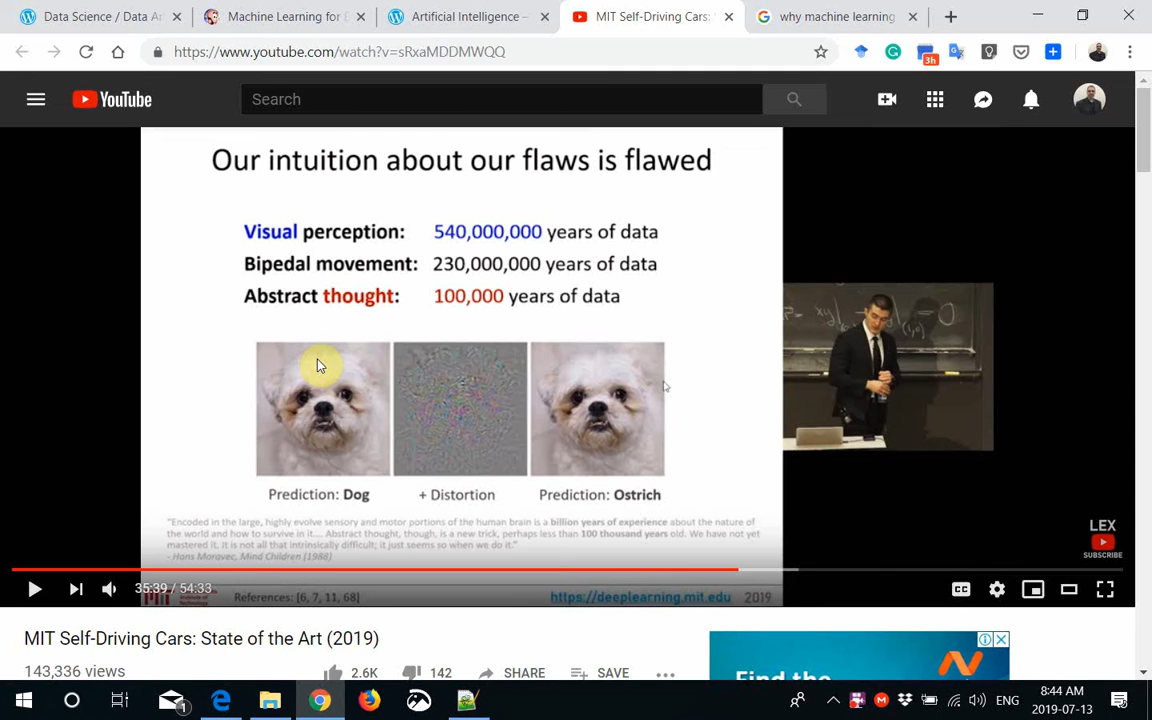 Data Science / Data A
Machine Learning for
Artificial Intelligence –
MIT Self-Driving Cars:
why machine learning
https://www.youtube.com/watch?v=sRxaMDDMWQQ
3h
YouTube
Search
Our intuition about our flaws is flawed
Visual perception: 540,000,000 years of data
Bipedal movement: 230,000,000 years of data
Abstract thought: 100,000 years of data
Prediction: Dog
+ Distortion
Prediction: Ostrich
"Encoded in the large, highly evolve sensory and motor portions of the human brain is a billion years of experience about the nature of
the world and how to survive in it.... Abstract thought, though, is a new trick, perhaps less than 100 thousand years old. We have not yet
mastered it. It is not all that intrinsically difficult; it just seems so when we do it."
- Hans Moravec, Mind Children (1988)
LEX
SUBSCRIBE
35:39 / 54:33
CC
References: [6, 7, 11, 68]
https://deeplearning.mit.edu 2019
MIT Self-Driving Cars: State of the Art (2019)
143,336 views
2.6K
142
SHARE
SAVE
Find the
1
ENG
8:44 AM
2019-07-13